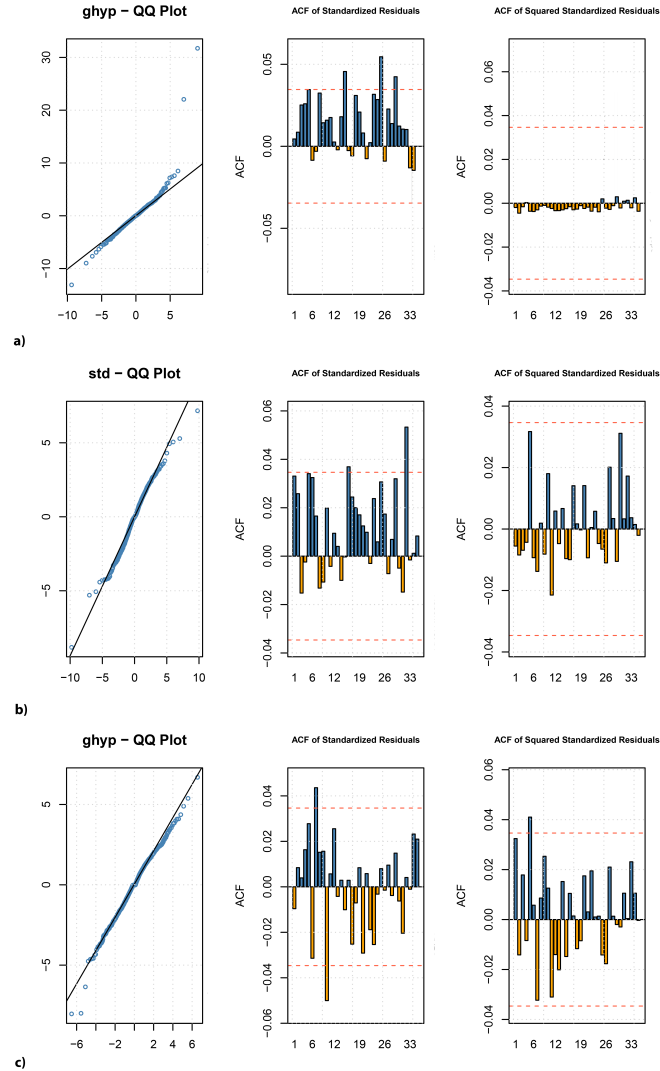 ghyp − QQ Plot
ACF of Standardized Residuals
ACF of Squared Standardized Residuals
30
20
10
0
−10
−10 −5 0 5
ACF
0.05
0.00
−0.05
1 6 12 19 26 33
ACF
0.06
0.04
0.02
0.00
−0.02
−0.04
1 6 12 19 26 33
a)
std − QQ Plot
ACF of Standardized Residuals
ACF of Squared Standardized Residuals
5
0
−5
−10 −5 0 5 10
ACF
0.06
0.04
0.02
0.00
−0.02
−0.04
1 6 12 19 26 33
ACF
0.04
0.02
0.00
−0.02
−0.04
1 6 12 19 26 33
b)
ghyp − QQ Plot
ACF of Standardized Residuals
ACF of Squared Standardized Residuals
5
0
−5
−6 −2 0 2 4 6
ACF
0.04
0.02
0.00
−0.02
−0.04
−0.06
1 6 12 19 26 33
ACF
0.06
0.04
0.02
0.00
−0.02
−0.04
1 6 12 19 26 33
c)